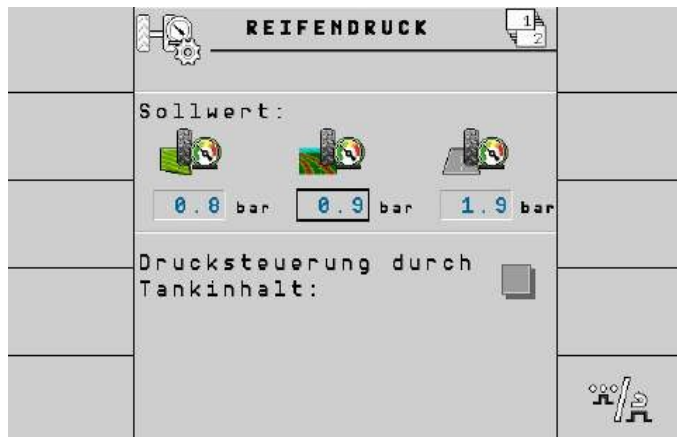 REIFENDRUCK
1
2
Sollwert:
0.8 bar 0.9 bar 1.9 bar
Drucksteuerung durch
Tankinhalt: